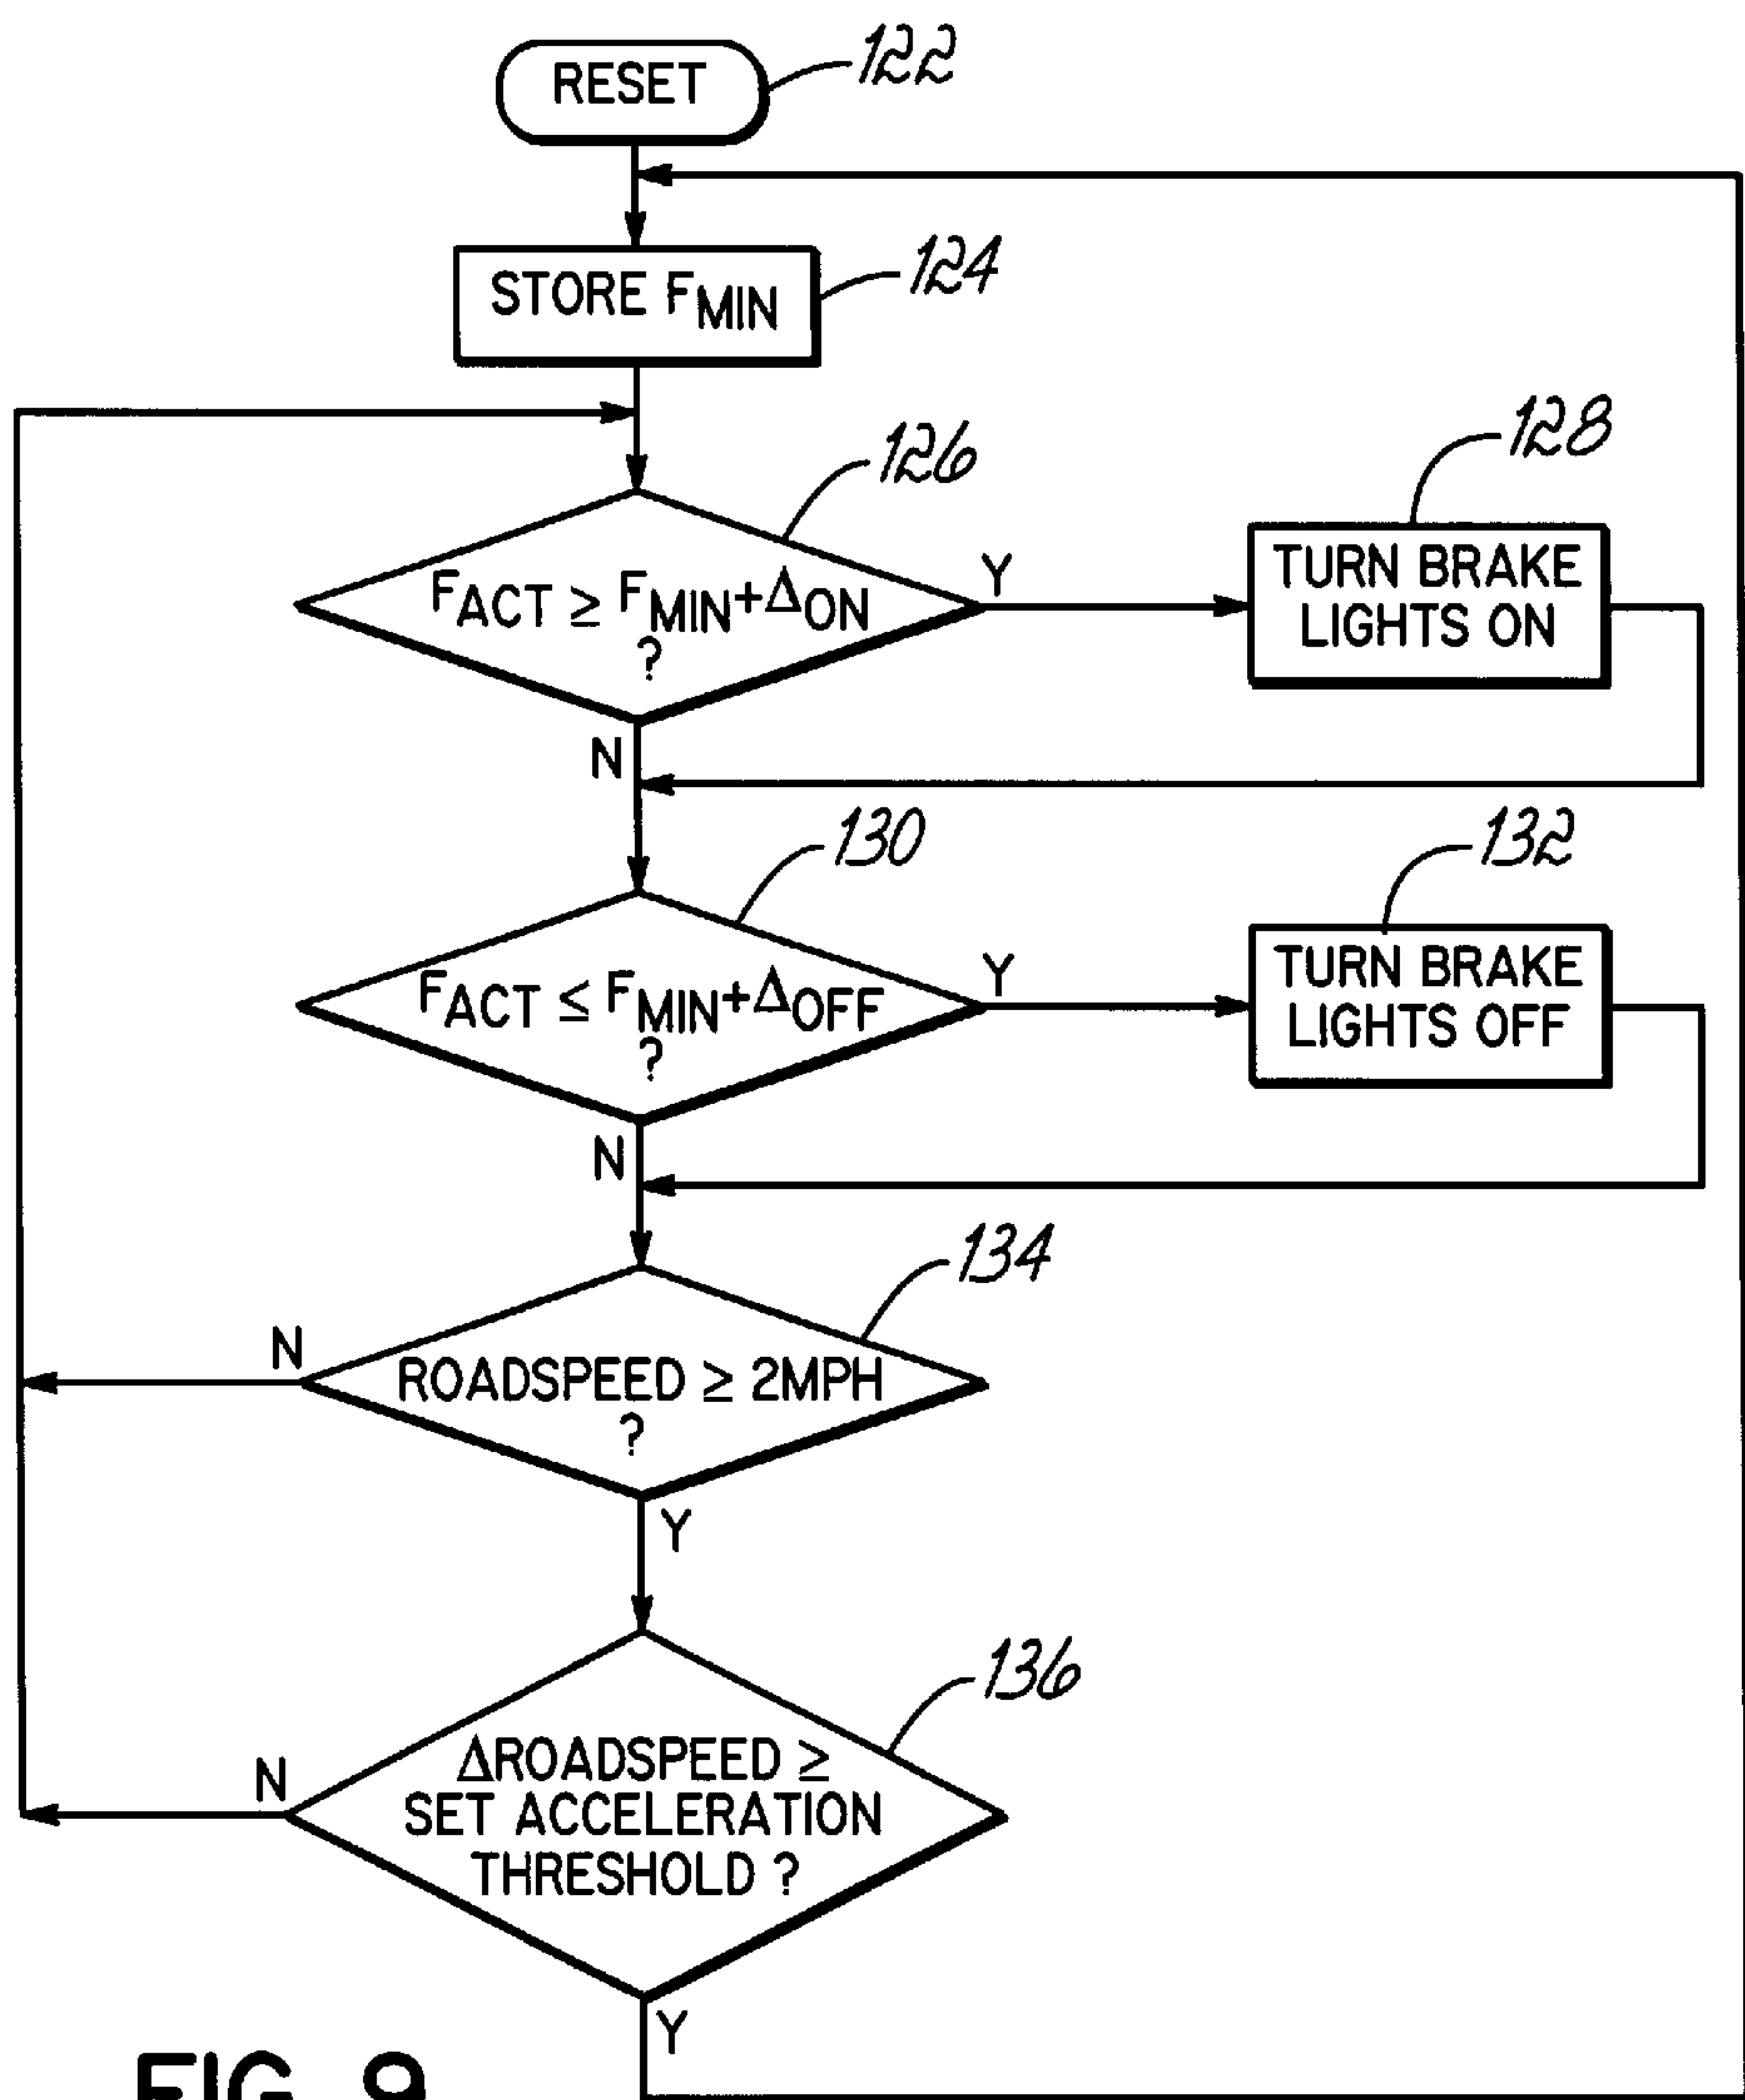 RESET
122
STORE FMIN
124
126
FACT ≥ FMIN+ΔON
?
Y
N
128
TURN BRAKE
LIGHTS ON
130
FACT ≤ FMIN+ΔOFF
?
Y
N
132
TURN BRAKE
LIGHTS OFF
134
N
ROADSPEED ≥ 2MPH
?
Y
136
N
ΔROADSPEED ≥
SET ACCELERATION
THRESHOLD ?
Y
FIG. 9